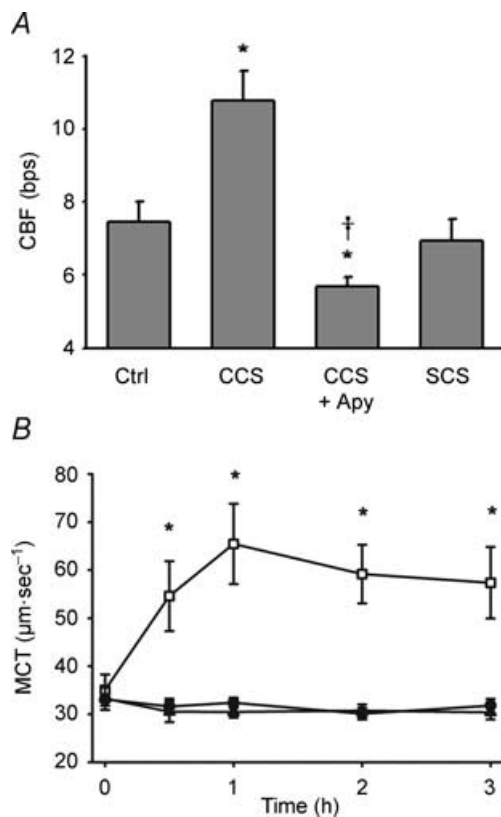 A
12
*
10
CBF (bps)
8
†
*
6
4
Ctrl
CCS
CCS
SCS
+ Apy
B
80
*
70
*
*
*
60
MCT (μm·sec⁻¹)
50
40
30
20
0
1
2
3
Time (h)